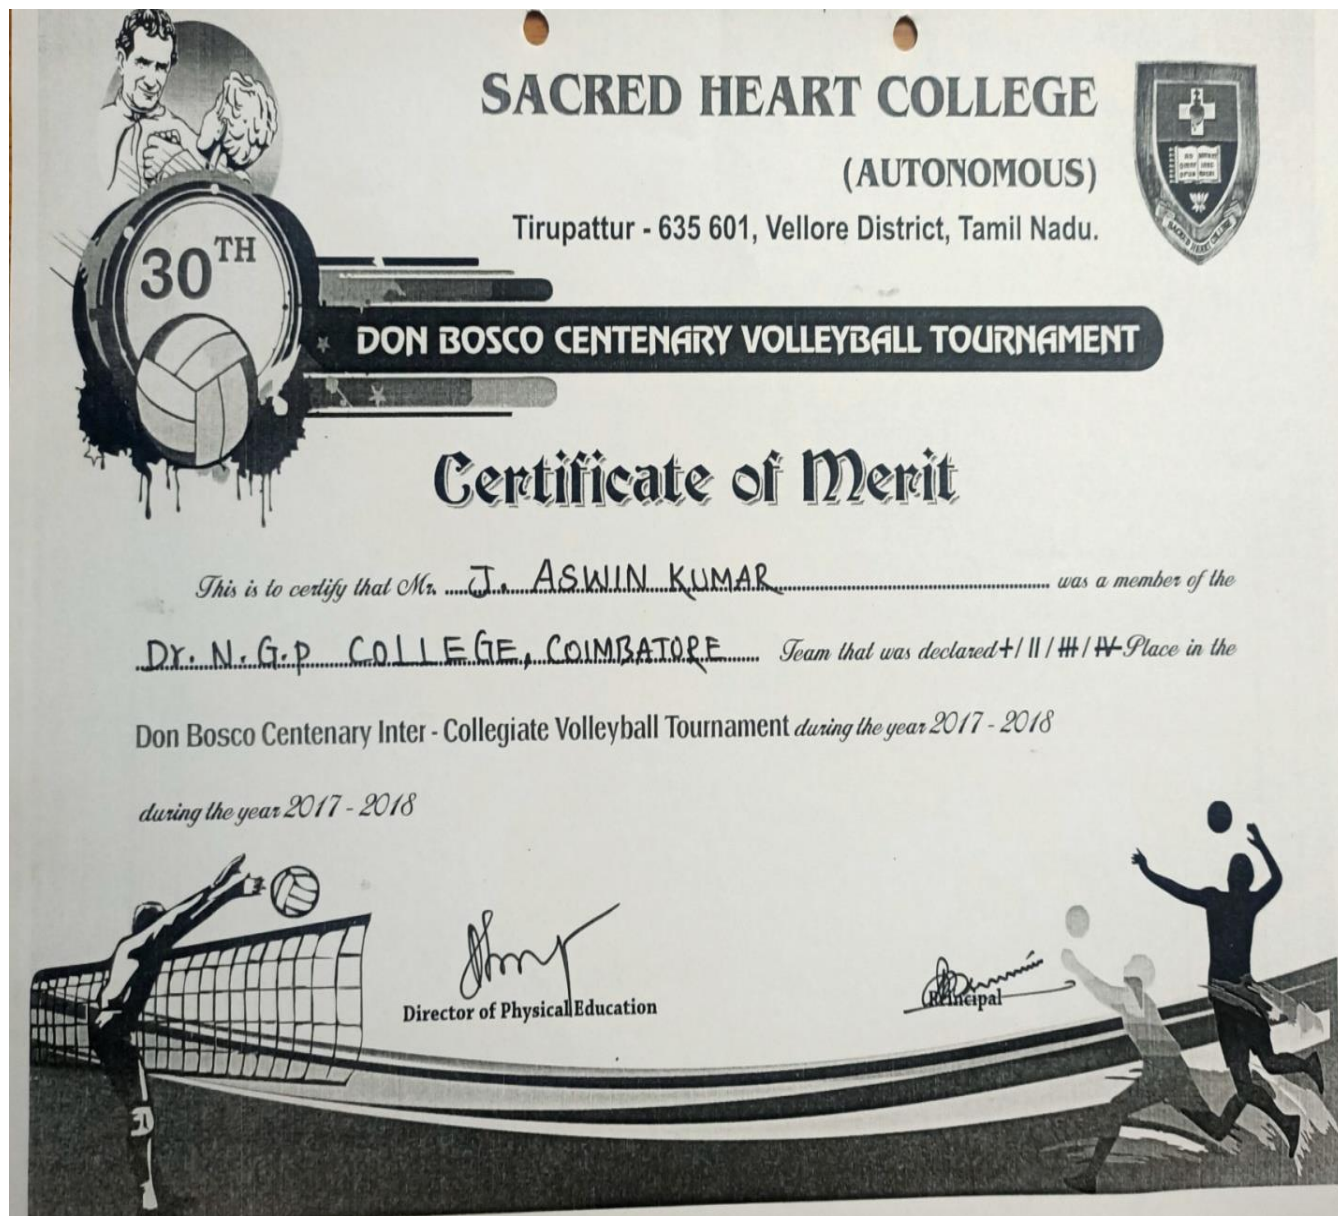 SACRED HEART COLLEGE
(AUTONOMOUS)
Tirupattur - 635 601, Vellore District, Tamil Nadu.
30TH
DON BOSCO CENTENARY VOLLEYBALL TOURNAMENT
SACRED HEART COLLEGE
Certificate of Merit
This is to certify that Mr. J. ASWIN KUMAR was a member of the
Dr. N.G.P COLLEGE, COIMBATORE Team that was declared I / II / III / IV Place in the
Don Bosco Centenary Inter - Collegiate Volleyball Tournament during the year 2017 - 2018
during the year 2017 - 2018
Director of Physical Education
Principal